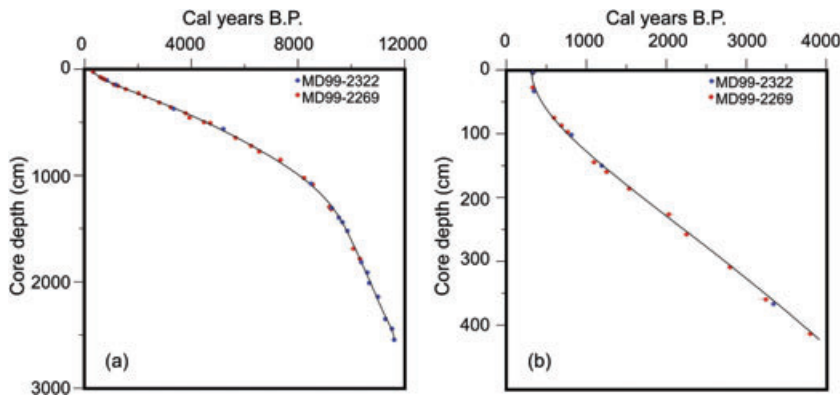 Cal years B.P.
0 4000 8000 12000
0
MD99-2322
MD99-2269
1000
2000
3000
Core depth (cm)
(a)
Cal years B.P.
0 1000 2000 3000 4000
0
MD99-2322
MD99-2269
100
200
300
400
Core depth (cm)
(b)